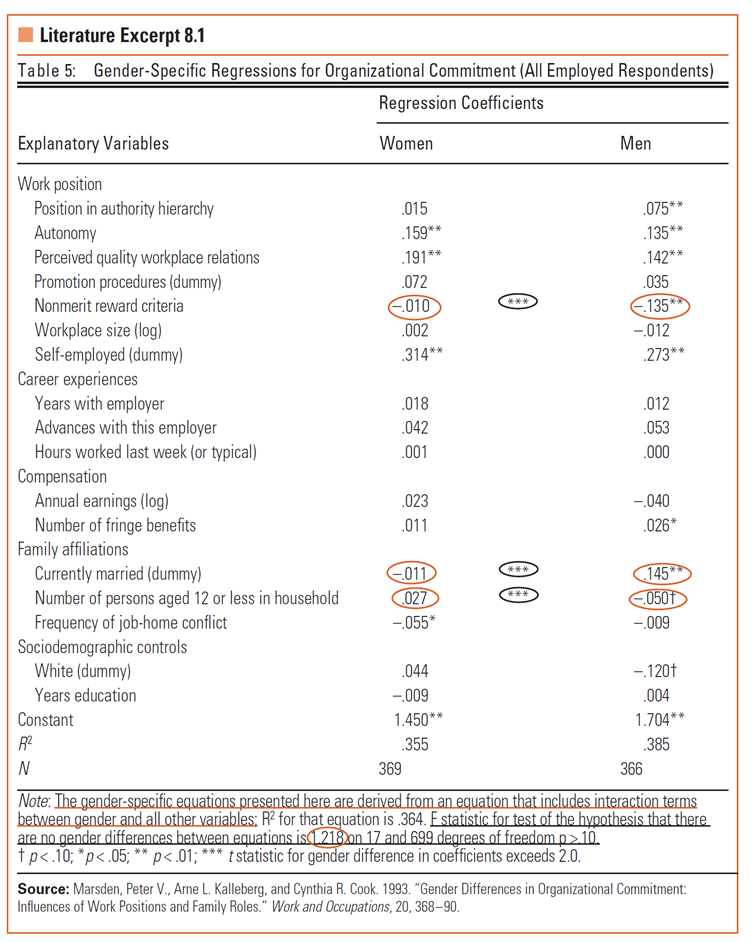 Literature Excerpt 8.1
Table 5: Gender-Specific Regressions for Organizational Commitment (All Employed Respondents)
Regression Coefficients
Explanatory Variables Women Men
Work position
Position in authority hierarchy .015 .075**
Autonomy .159** .135**
Perceived quality workplace relations .191** .142**
Promotion procedures (dummy) .072 .035
Nonmerit reward criteria –.010 *** –.135**
Workplace size (log) .002 –.012
Self-employed (dummy) .314** .273**
Career experiences
Years with employer .018 .012
Advances with this employer .042 .053
Hours worked last week (or typical) .001 .000
Compensation
Annual earnings (log) .023 –.040
Number of fringe benefits .011 .026*
Family affiliations
Currently married (dummy) –.011 *** .145**
Number of persons aged 12 or less in household .027 *** –.050†
Frequency of job-home conflict –.055* –.009
Sociodemographic controls
White (dummy) .044 –.120†
Years education –.009 .004
Constant 1.450** 1.704**
R² .355 .385
N 369 366
Note: The gender-specific equations presented here are derived from an equation that includes interaction terms
between gender and all other variables; R² for that equation is .364. F statistic for test of the hypothesis that there
are no gender differences between equations is 1.218 on 17 and 699 degrees of freedom p >.10.
† p < .10; * p < .05; ** p < .01; *** t statistic for gender difference in coefficients exceeds 2.0.
Source: Marsden, Peter V., Arne L. Kalleberg, and Cynthia R. Cook. 1993. “Gender Differences in Organizational Commitment:
Influences of Work Positions and Family Roles.” Work and Occupations, 20, 368–90.